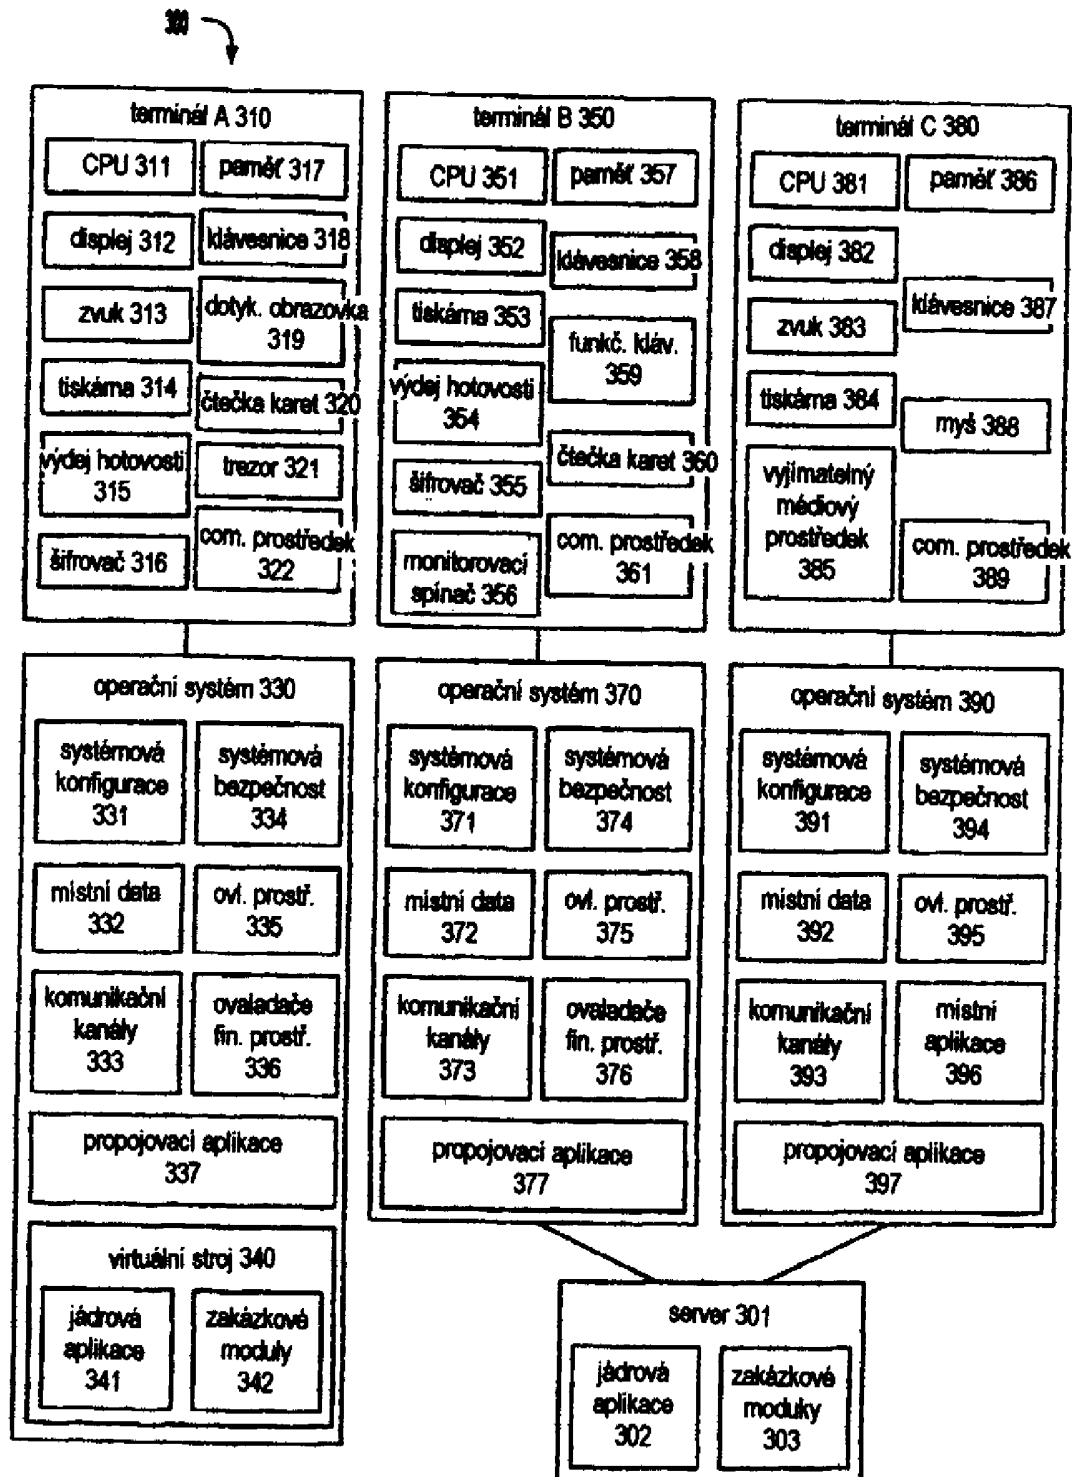 300
terminál A 310
CPU 311
paměť 317
displej 312
klávesnice 318
zvuk 313
dotyk. obrazovka
319
tiskárna 314
čtečka karet 320
výdej hotovosti
315
trezor 321
šifrovač 316
com. prostředek
322
terminál B 350
CPU 351
paměť 357
displej 352
klávesnice 358
tiskárna 353
funkč. kláv.
359
výdej hotovosti
354
čtečka karet 360
šifrovač 355
com. prostředek
361
monitorovací
spínač 356
terminál C 380
CPU 381
paměť 386
displej 382
klávesnice 387
zvuk 383
tiskárna 384
myš 388
vyjímatelný
médiový
prostředek
385
com. prostředek
389
operační systém 330
systémová
konfigurace
331
systémová
bezpečnost
334
místní data
332
ovl. prostř.
335
komunikační
kanály
333
ovaladače
fin. prostř.
336
propojovací aplikace
337
virtuální stroj 340
jádrová
aplikace
341
zakázkové
moduly
342
operační systém 370
systémová
konfigurace
371
systémová
bezpečnost
374
místní data
372
ovl. prostř.
375
komunikační
kanály
373
ovaladače
fin. prostř.
376
propojovací aplikace
377
operační systém 390
systémová
konfigurace
391
systémová
bezpečnost
394
místní data
392
ovl. prostř.
395
komunikační
kanály
393
místní
aplikace
396
propojovací aplikace
397
server 301
jádrová
aplikace
302
zakázkové
moduky
303